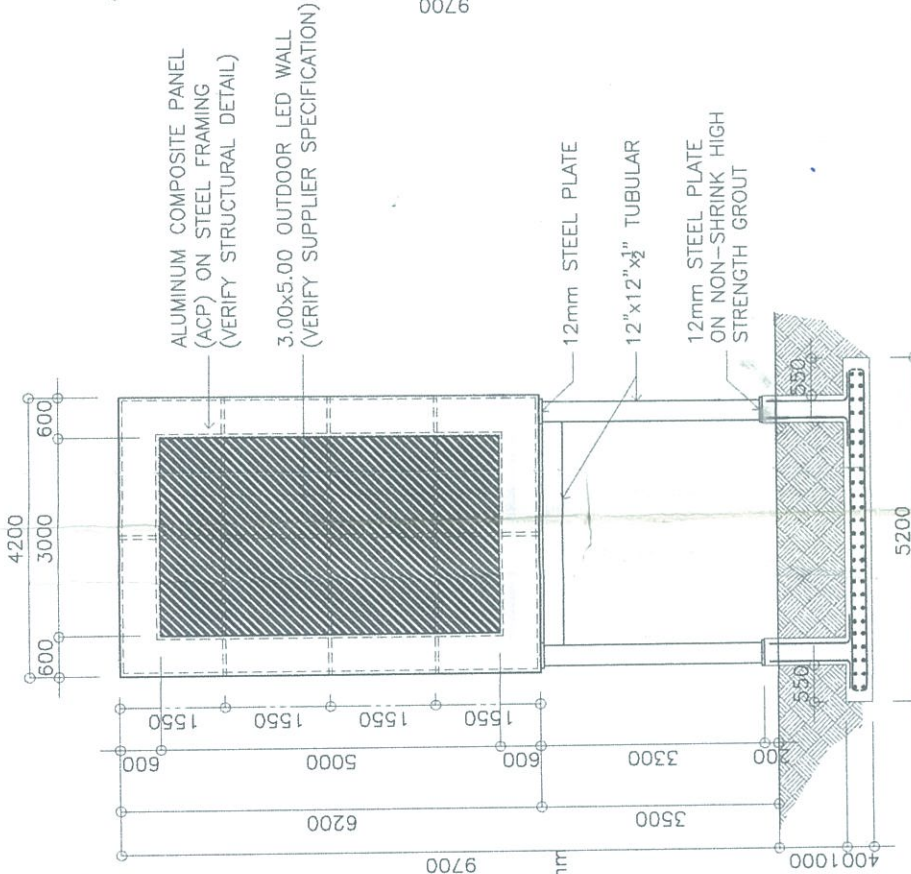 9700
4200
600
3000
600
ALUMINUM COMPOSITE PANEL
(ACP) ON STEEL FRAMING
(VERIFY STRUCTURAL DETAIL)
3.00x5.00 OUTDOOR LED WALL
(VERIFY SUPPLIER SPECIFICATION)
12mm STEEL PLATE
12"x12"x½" TUBULAR
12mm STEEL PLATE
ON NON-SHRINK HIGH
STRENGTH GROUT
1550
1550
1550
1550
600
5000
600
3300
200
6200
3500
9700
1000
400
550
550
5200